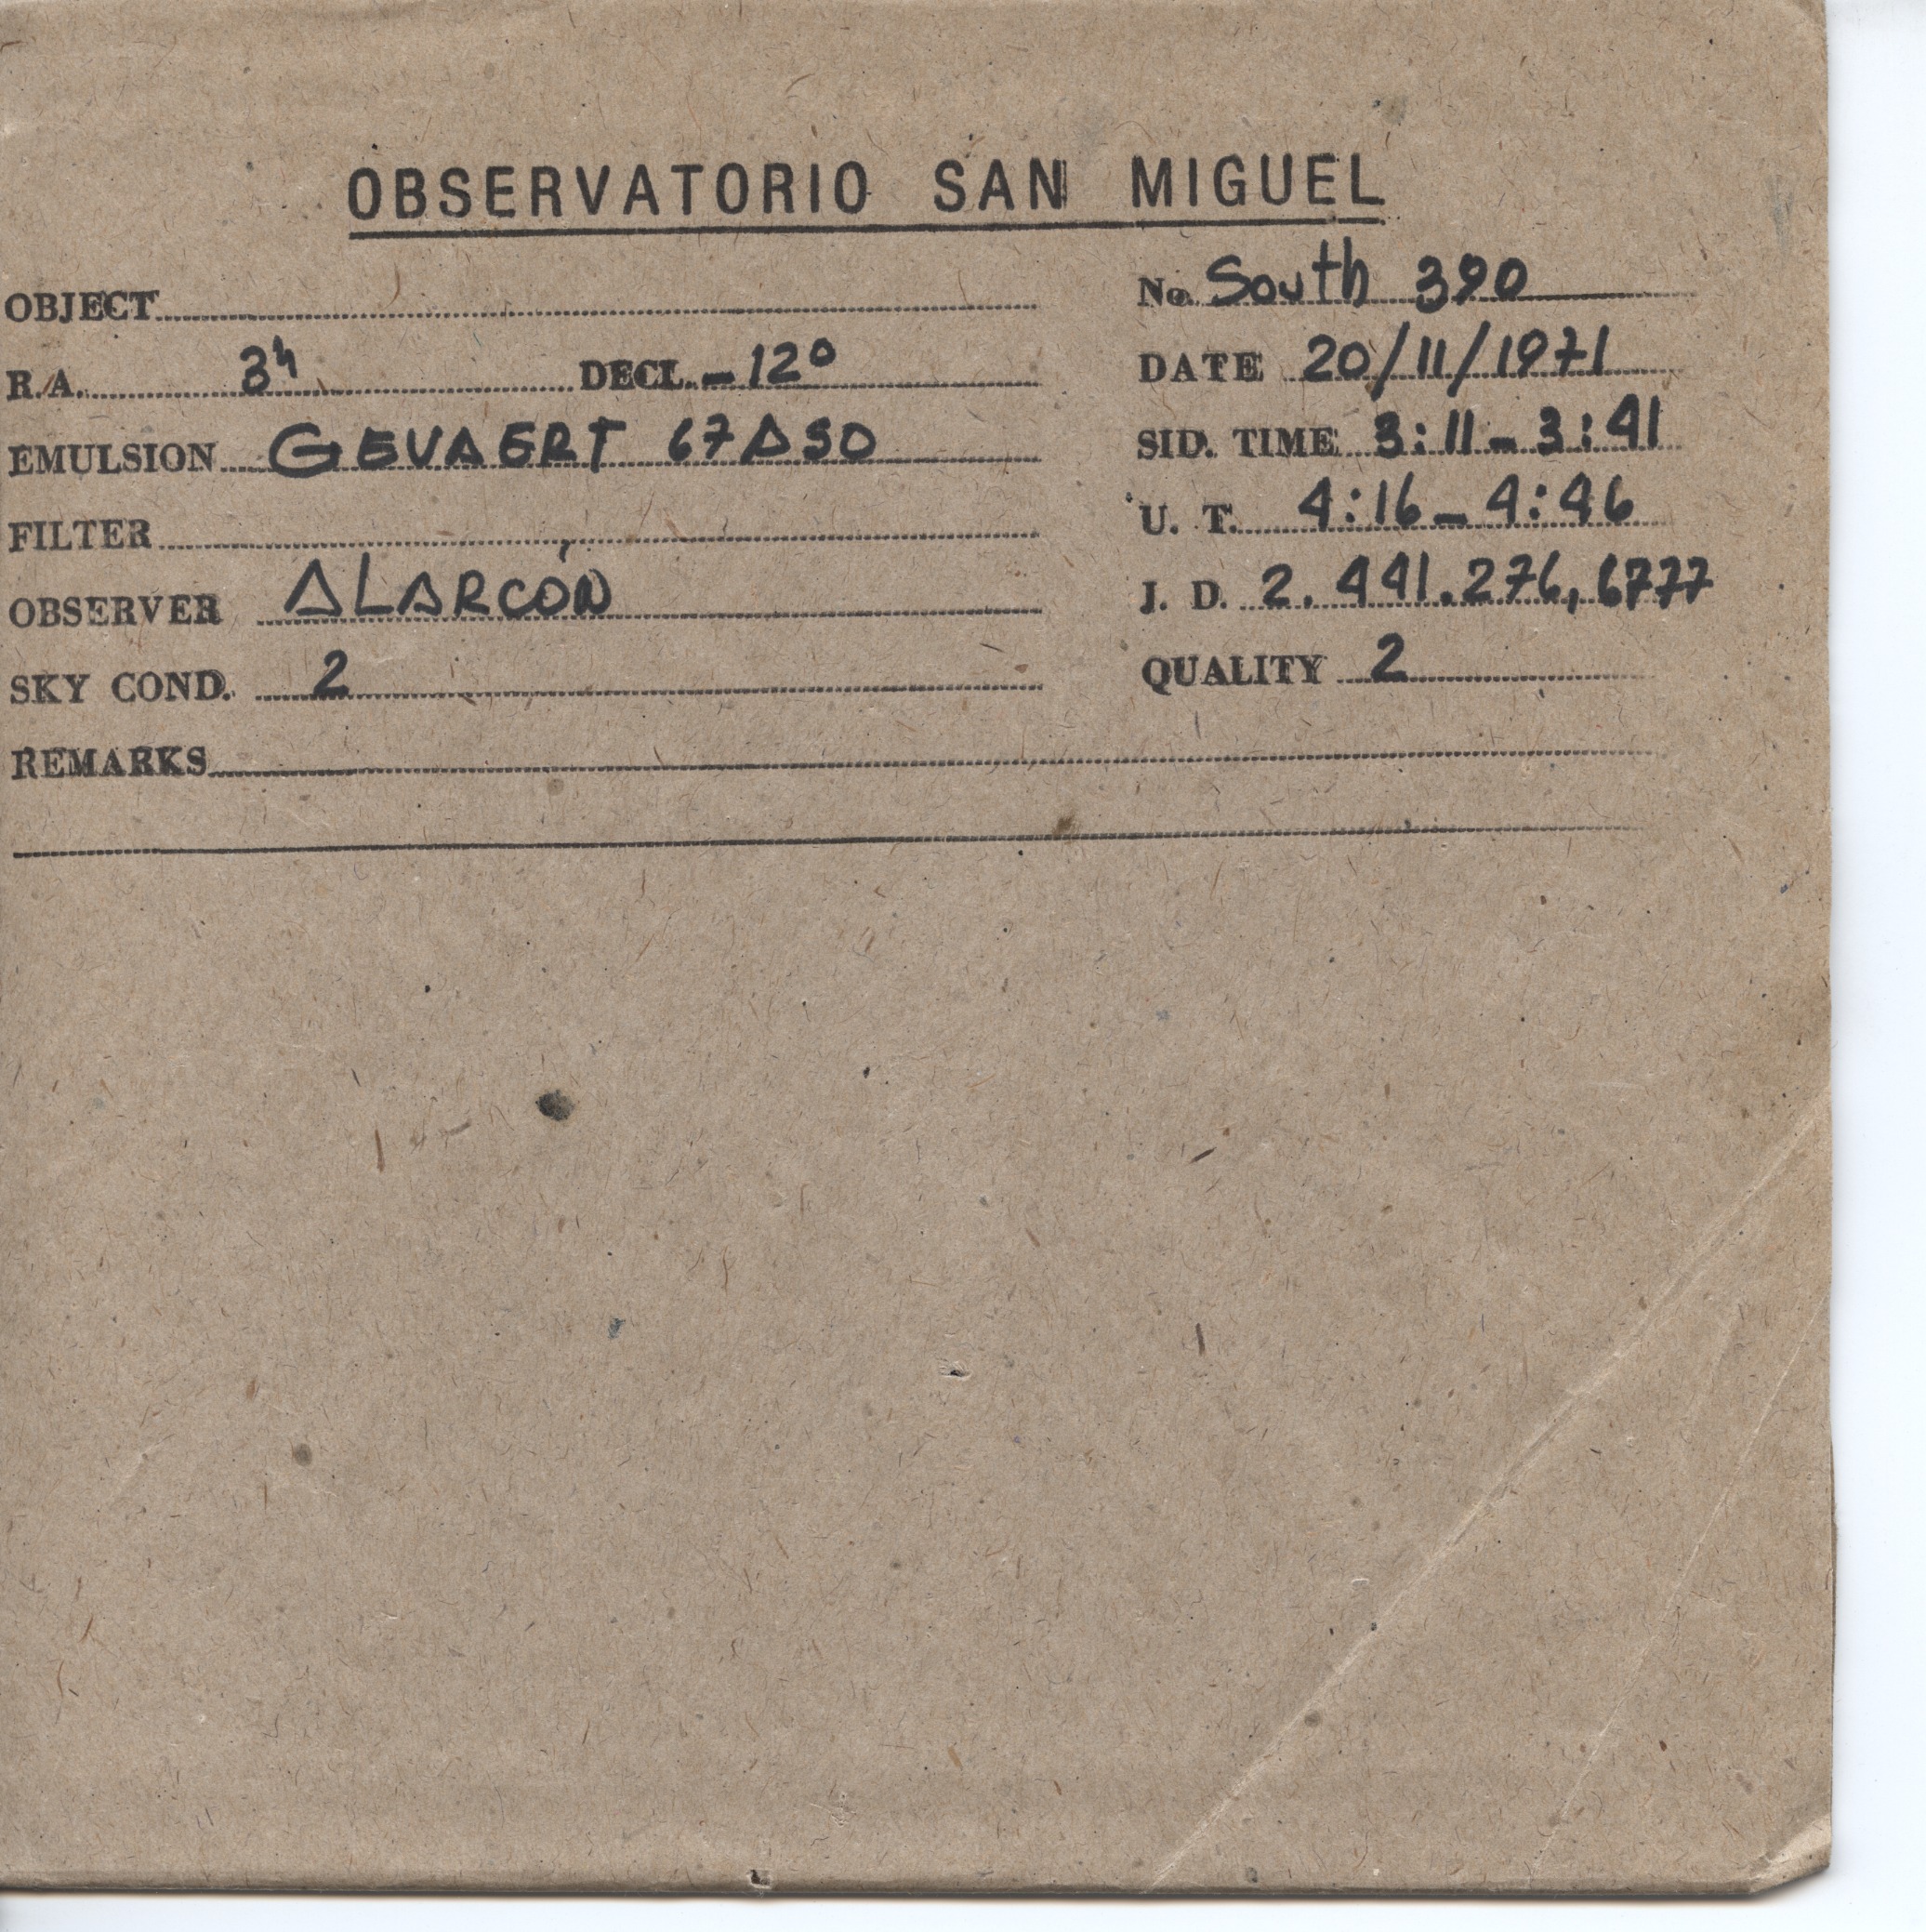 OBSERVATORIO SAN MIGUEL
OBJECT
No. South 390
R.A. 3h DECL. -12°
DATE 20/11/1971
EMULSION GEVAERT 67A50
SID. TIME 3:11-3:41
FILTER
U. T. 4:16-4:46
OBSERVER ALARCÓN
J. D. 2.441.276,6777
SKY COND. 2
QUALITY 2
REMARKS